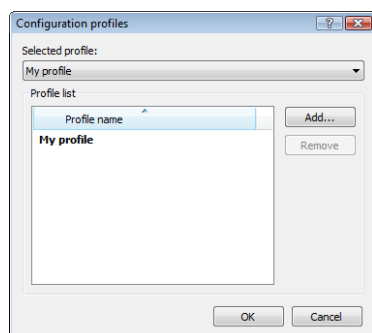 Configuration profiles
Selected profile:
My profile
Profile list
Profile name
Add...
My profile
Remove
OK
Cancel